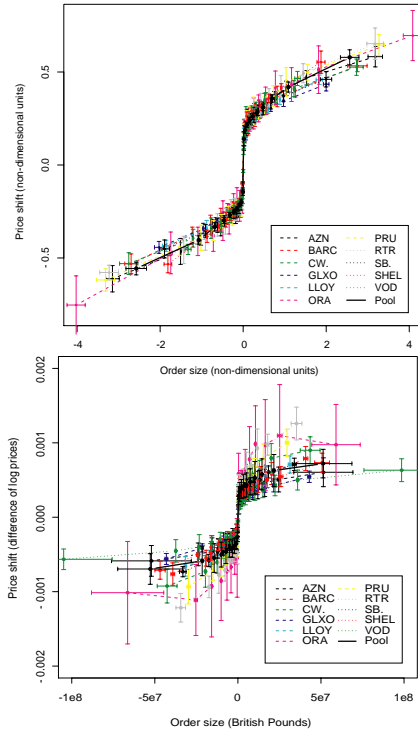 Price shift (non-dimensional units)
0.5
0.0
-0.5
AZN
BARC
CW.
GLXO
LLOY
ORA
PRU
RTR
SB.
SHEL
VOD
Pool
-4
-2
0
2
4
Order size (non-dimensional units)
Price shift (difference of log prices)
0.002
0.001
0.000
-0.001
-0.002
AZN
BARC
CW.
GLXO
LLOY
ORA
PRU
RTR
SB.
SHEL
VOD
Pool
-1e8
-5e7
0
5e7
1e8
Order size (British Pounds)